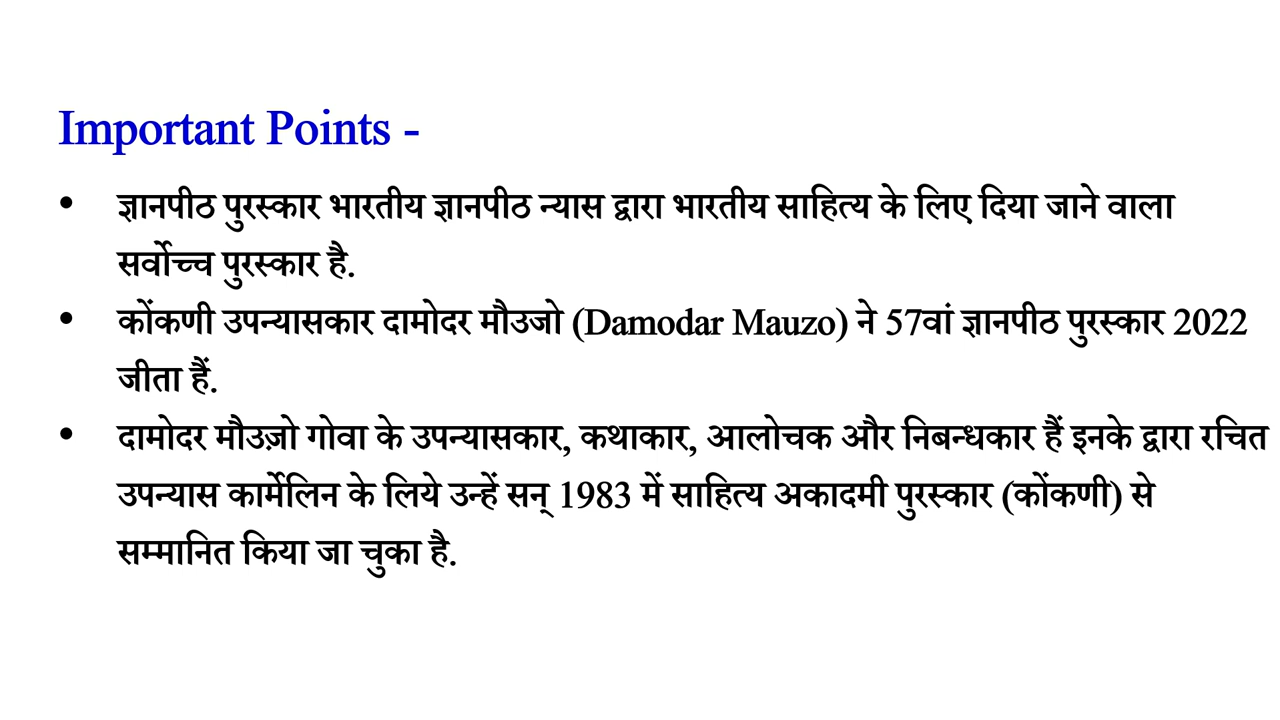 Important Points -
• ज्ञानपीठ पुरस्कार भारतीय ज्ञानपीठ न्यास द्वारा भारतीय साहित्य के लिए दिया जाने वाला
सर्वोच्च पुरस्कार है.
• कोंकणी उपन्यासकार दामोदर मौउजो (Damodar Mauzo) ने 57वां ज्ञानपीठ पुरस्कार 2022
जीता हैं.
• दामोदर मौउज़ो गोवा के उपन्यासकार, कथाकार, आलोचक और निबन्धकार हैं इनके द्वारा रचित
उपन्यास कार्मेलिन के लिये उन्हें सन् 1983 में साहित्य अकादमी पुरस्कार (कोंकणी) से
सम्मानित किया जा चुका है.